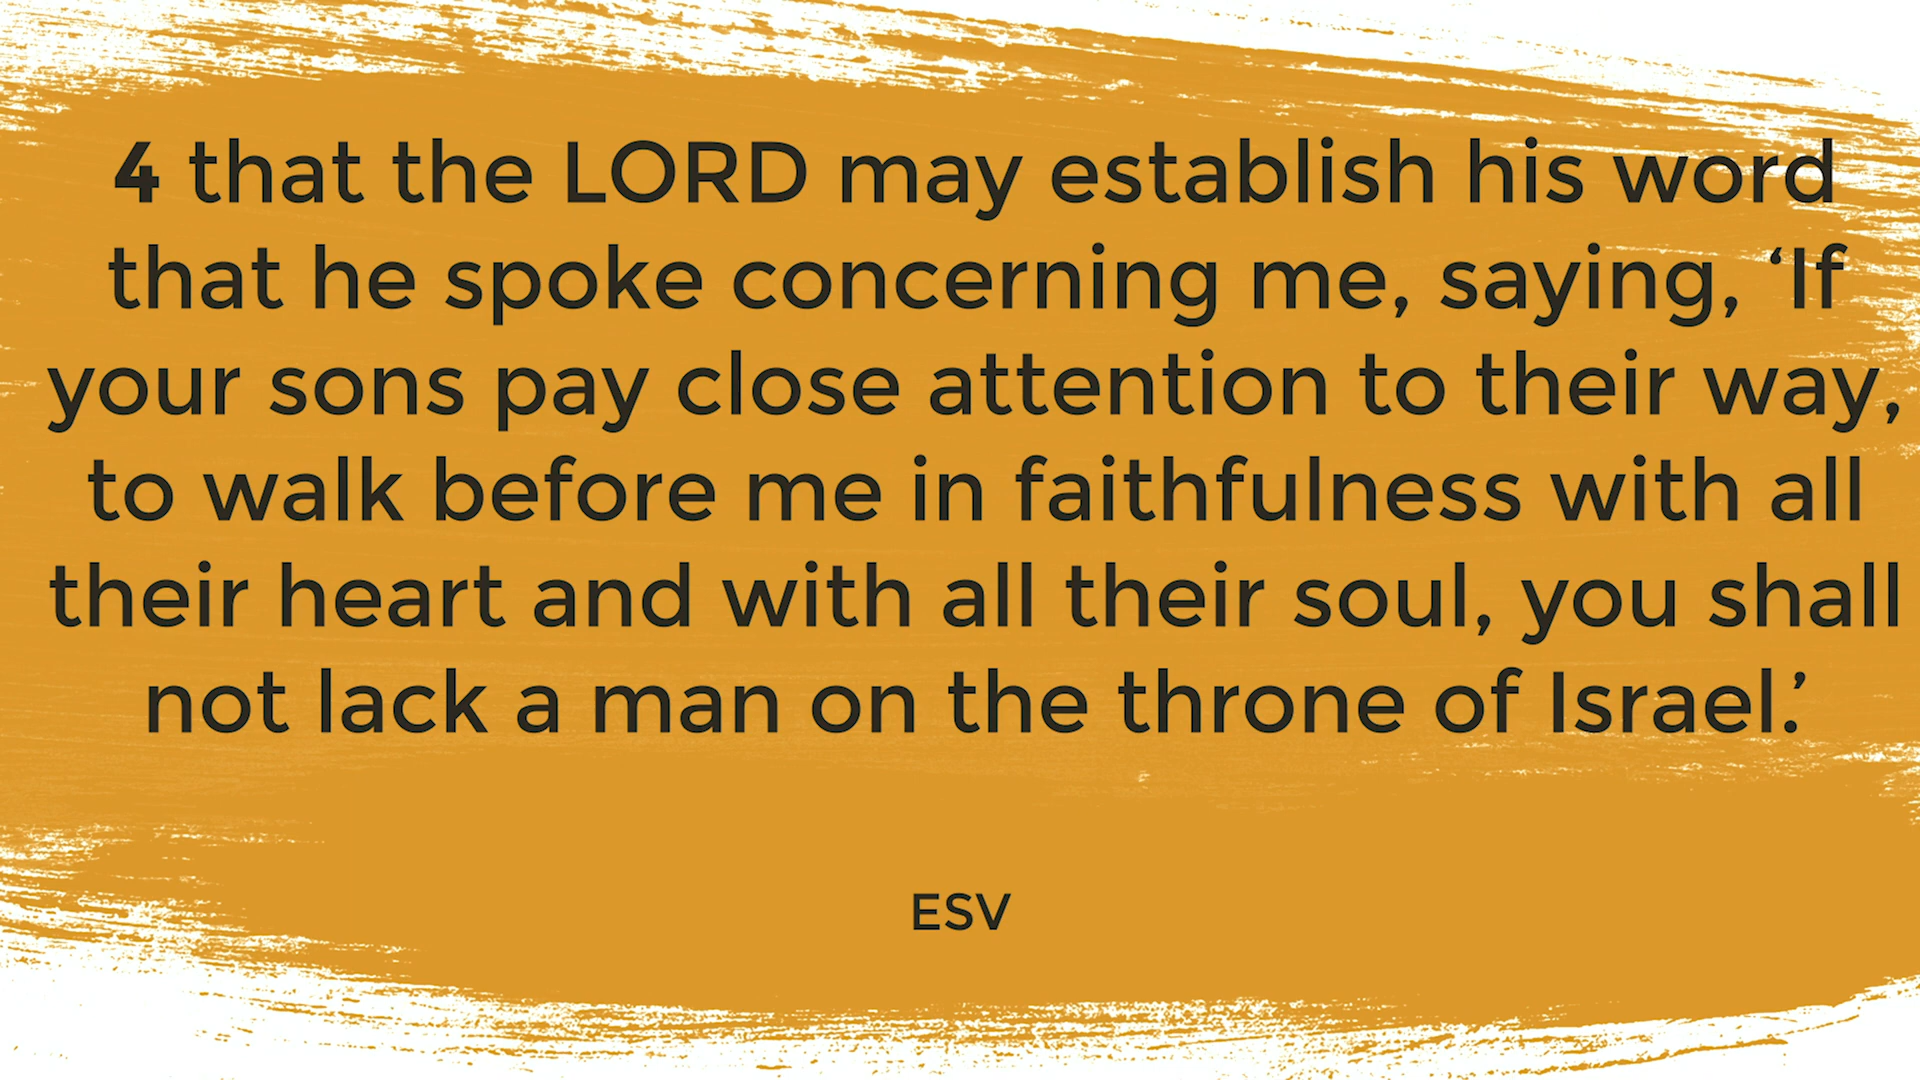 4 that the LORD may establish his word
that he spoke concerning me, saying, ‘If
your sons pay close attention to their way,
to walk before me in faithfulness with all
their heart and with all their soul, you shall
not lack a man on the throne of Israel.’
ESV